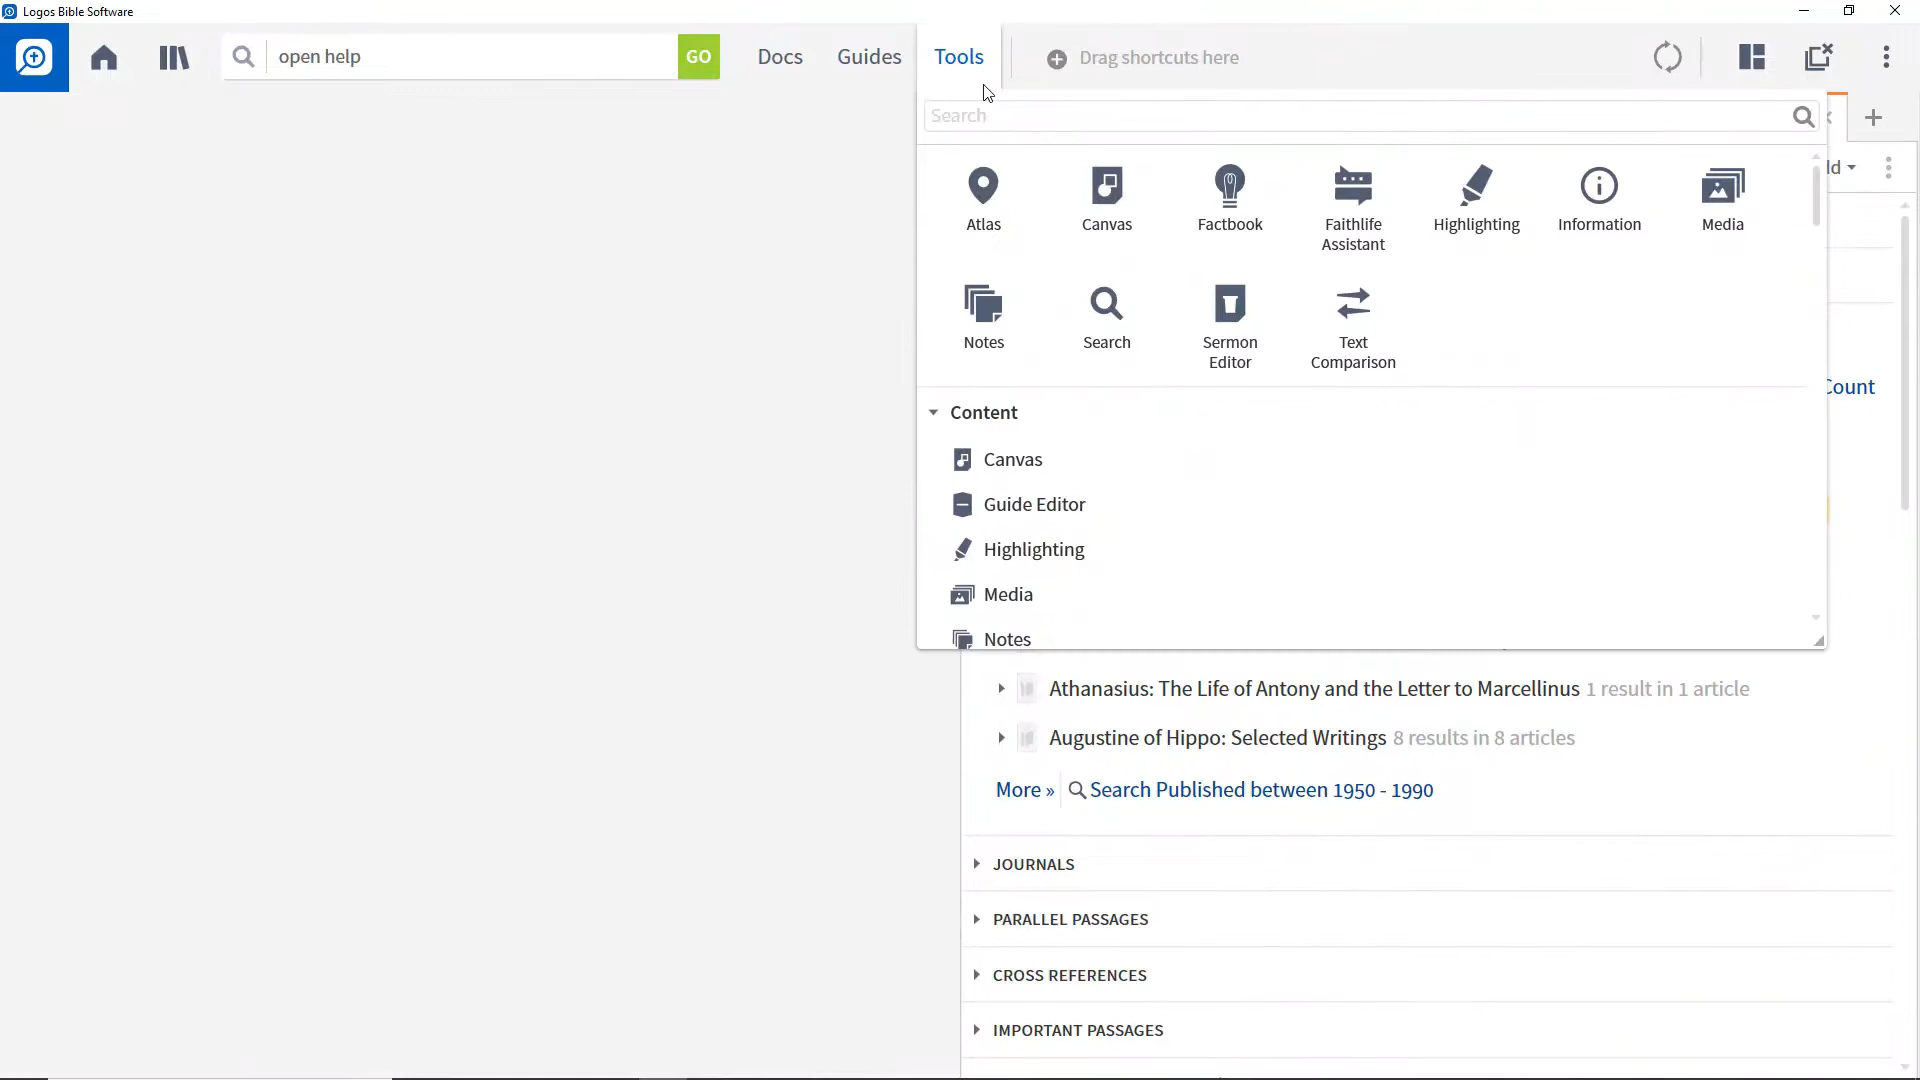 Logos Bible Software
open help
GO
Docs
Guides
Tools
Drag shortcuts here
Search
Atlas
Canvas
Factbook
Faithlife
Assistant
Highlighting
Information
Media
Notes
Search
Sermon
Editor
Text
Comparison
Content
Canvas
Guide Editor
Highlighting
Media
Notes
ld
Count
Athanasius: The Life of Antony and the Letter to Marcellinus 1 result in 1 article
Augustine of Hippo: Selected Writings 8 results in 8 articles
More » Search Published between 1950 - 1990
JOURNALS
PARALLEL PASSAGES
CROSS REFERENCES
IMPORTANT PASSAGES